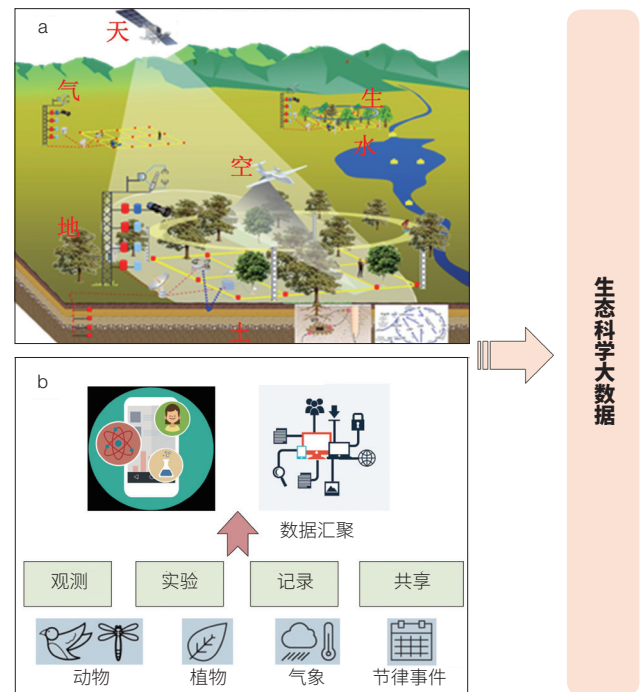 a
天
气
生
水
空
地
土
b
数据汇聚
观测 实验 记录 共享
动物 植物 气象 节律事件
生态科学大数据